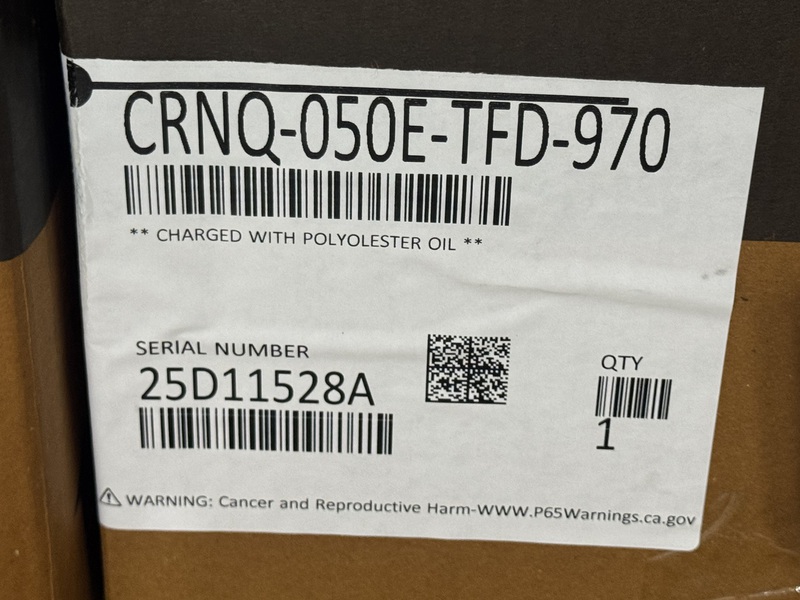 CRNQ-050E-TFD-970
** CHARGED WITH POLYOLESTER OIL **
SERIAL NUMBER
25D11528A
QTY
1
WARNING: Cancer and Reproductive Harm-WWW.P65Warnings.ca.gov